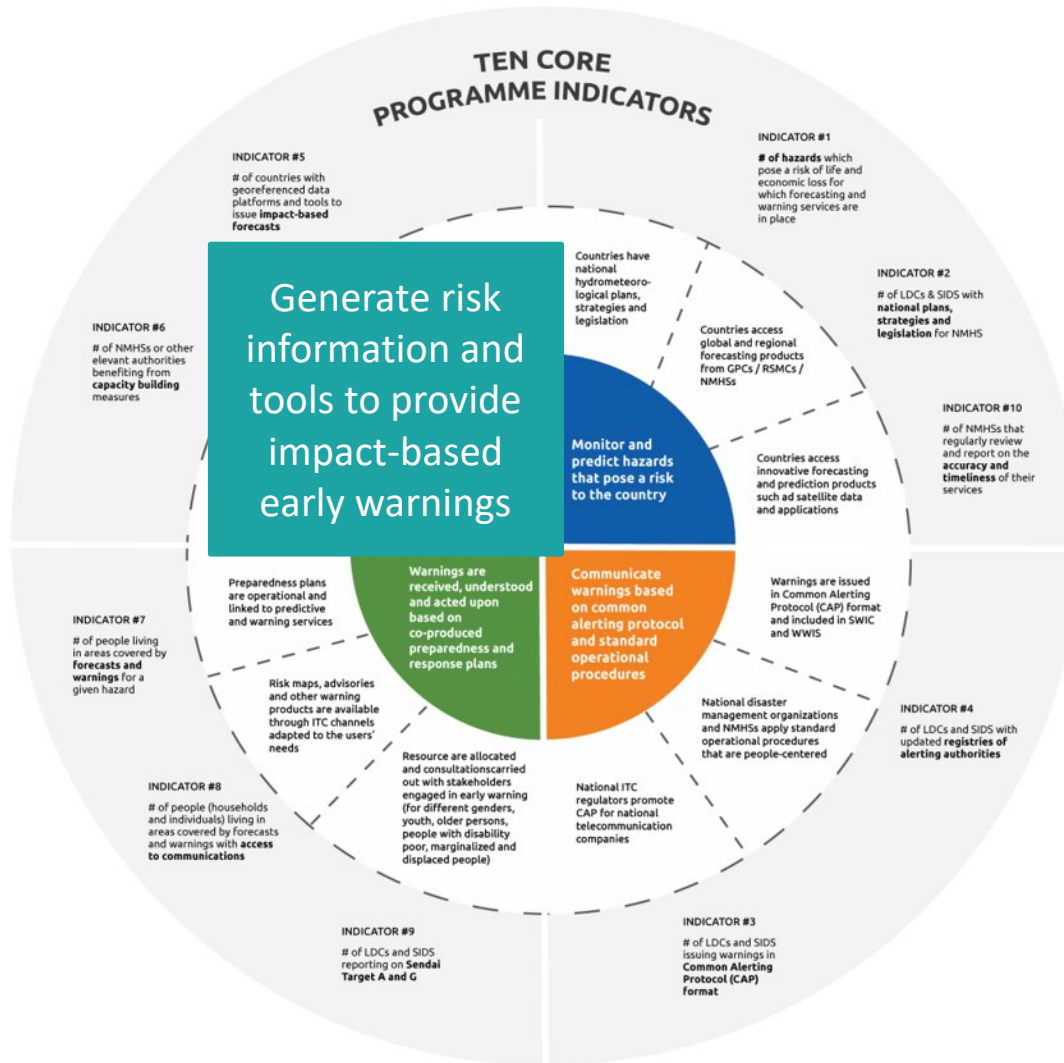 TEN CORE
PROGRAMME INDICATORS
INDICATOR #5
# of countries with
georeferenced data
platforms and tools to
issue impact-based
forecasts
INDICATOR #1
# of hazards which
pose a risk of life and
economic loss for
which forecasting and
warning services are
in place
INDICATOR #6
# of NMHSs or other
elevant authorities
benefiting from
capacity building
measures
Generate risk
information and
tools to provide
impact-based
early warnings
Countries have
national
hydrometeoro-
logical plans,
strategies and
legislation
Countries access
global and regional
forecasting products
from GPCs / RSMCs /
NMHSs
INDICATOR #2
# of LDCs & SIDS with
national plans,
strategies and
legislation for NMHS
Monitor and
predict hazards
that pose a risk
to the country
Countries access
innovative forecasting
and prediction products
such ad satellite data
and applications
INDICATOR #10
# of NMHSs that
regularly review
and report on the
accuracy and
timeliness of their
services
INDICATOR #7
# of people living
in areas covered by
forecasts and
warnings for a
given hazard
Preparedness plans
are operational and
linked to predictive
and warning services
Warnings are
received, understood
and acted upon
based on
co-produced
preparedness and
response plans
Communicate
warnings based
on common
alerting protocol
and standard
operational
procedures
Warnings are issued
in Common Alerting
Protocol (CAP) format
and included in SWIC
and WWIS
Risk maps, advisories
and other warning
products are available
through ITC channels
adapted to the users'
needs
National disaster
management organizations
and NMHSs apply standard
operational procedures
that are people-centered
INDICATOR #4
# of LDCs and SIDS with
updated registries of
alerting authorities
INDICATOR #8
# of people (households
and individuals) living in
areas covered by forecasts
and warnings with access
to communications
Resource are allocated
and consultationscarried
out with stakeholders
engaged in early warning
(for different genders,
youth, older persons,
people with disability
poor, marginalized and
displaced people)
National ITC
regulators promote
CAP for national
telecommunication
companies
INDICATOR #9
# of LDCs and SIDS
reporting on Sendai
Target A and G
INDICATOR #3
# of LDCs and SIDS
issuing warnings in
Common Alerting
Protocol (CAP)
format